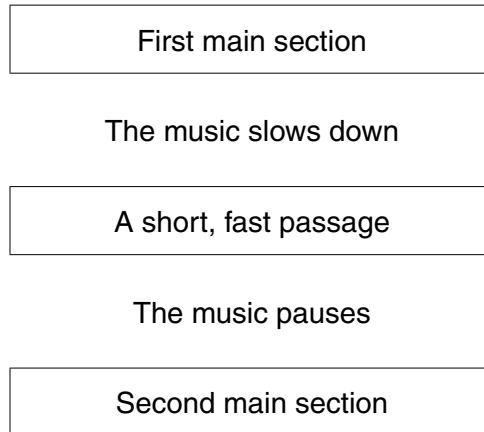 First main section
The music slows down
A short, fast passage
The music pauses
Second main section